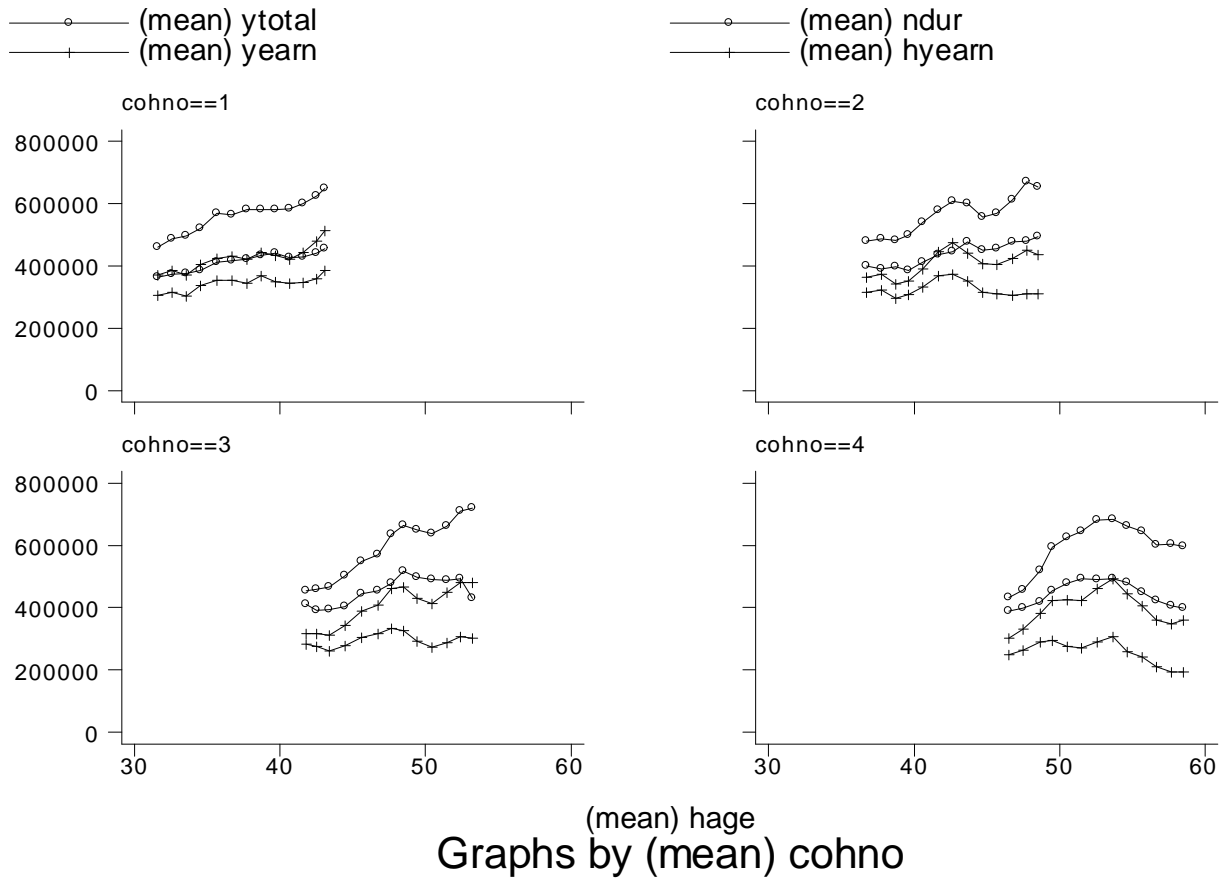 (mean) ytotal
(mean) yearn
(mean) ndur
(mean) hyearn
cohno==1
800000
600000
400000
200000
0
cohno==2
30 40 50 60
30 40 50 60
cohno==3
800000
600000
400000
200000
0
cohno==4
(mean) hage
Graphs by (mean) cohno